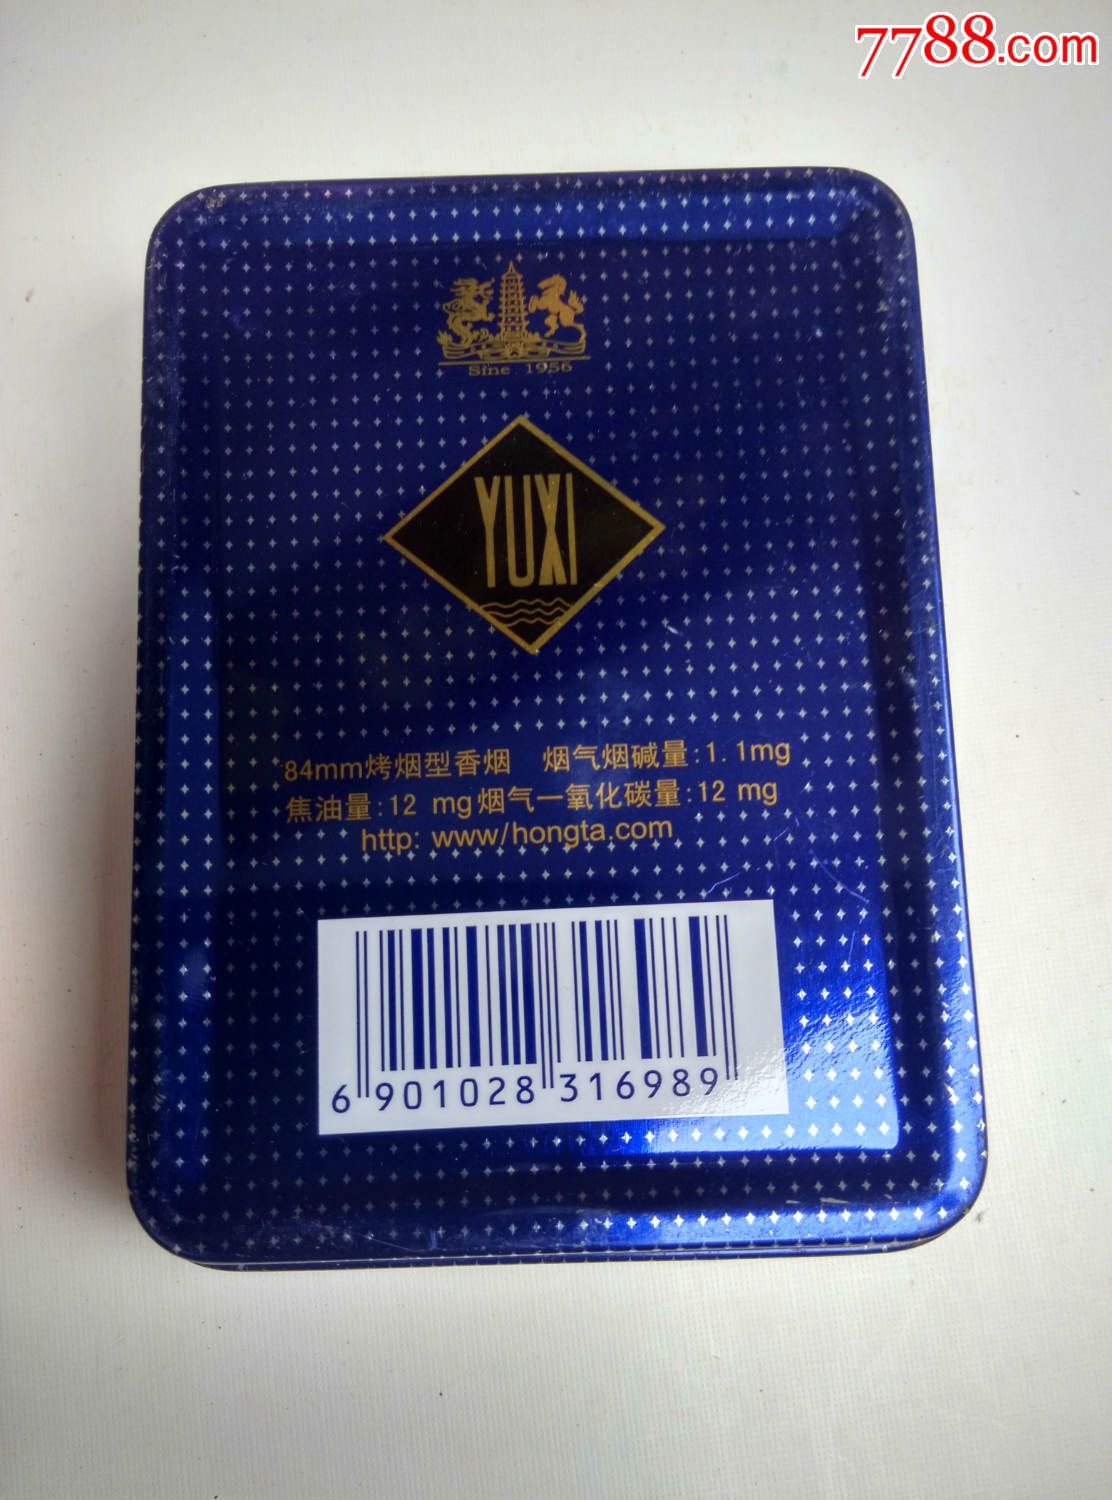 7788.com
Sine 1956
YUXI
84mm烤烟型香烟 烟气烟碱量:1.1mg
焦油量:12 mg 烟气一氧化碳量:12 mg
http: www/hongta.com
6 901028 316989